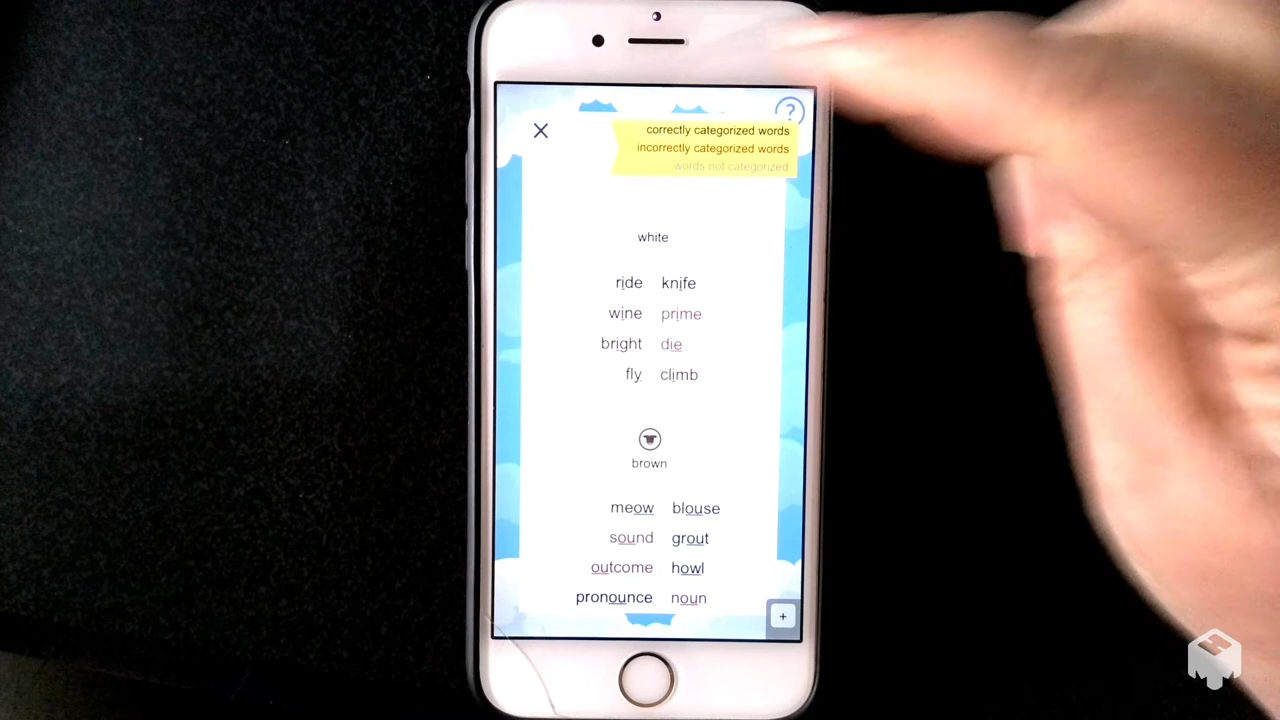 ?
correctly categorized words
incorrectly categorized words
words not categorized
white
ride knife
wine prime
bright die
fly climb
brown
meow blouse
sound grout
outcome howl
pronounce noun
+